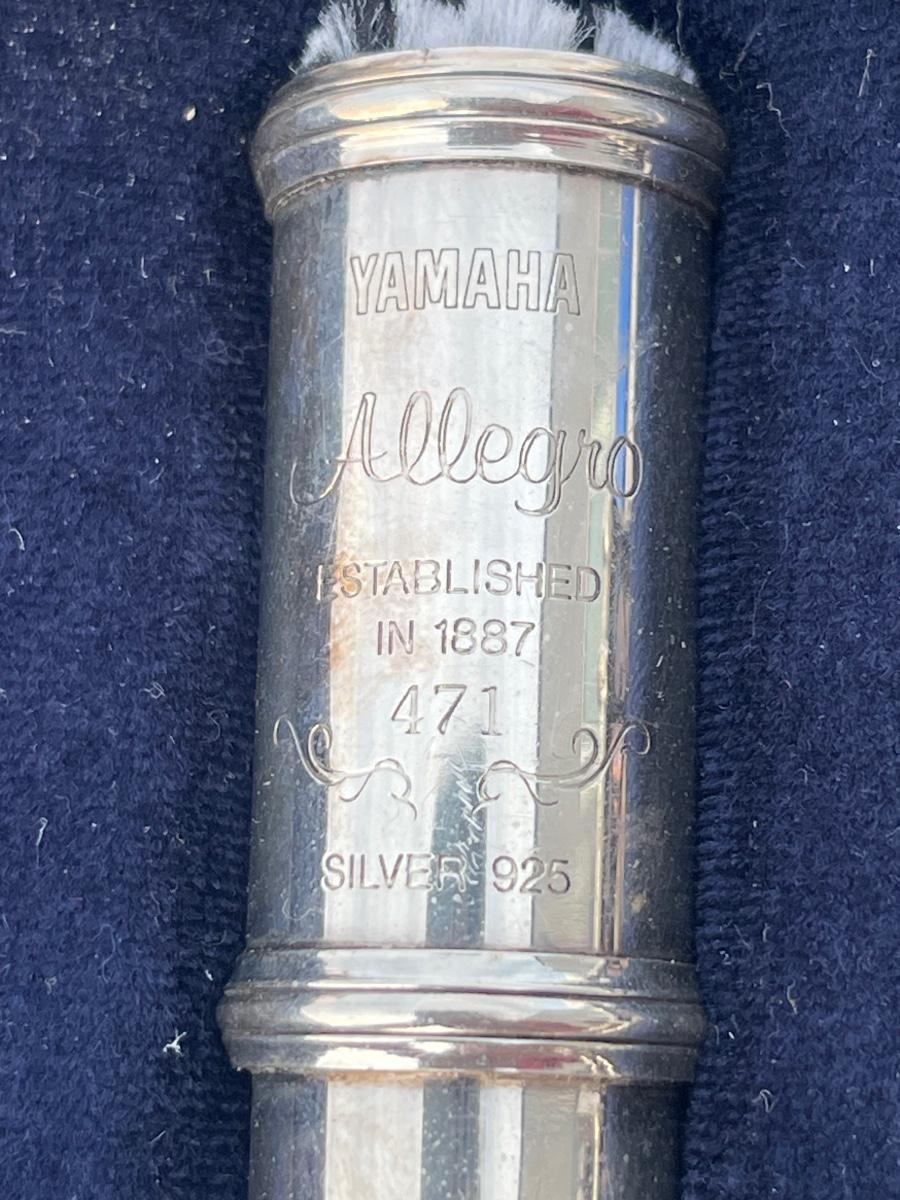 YAMAHA
Allegro
ESTABLISHED
IN 1887
471
SILVER 925